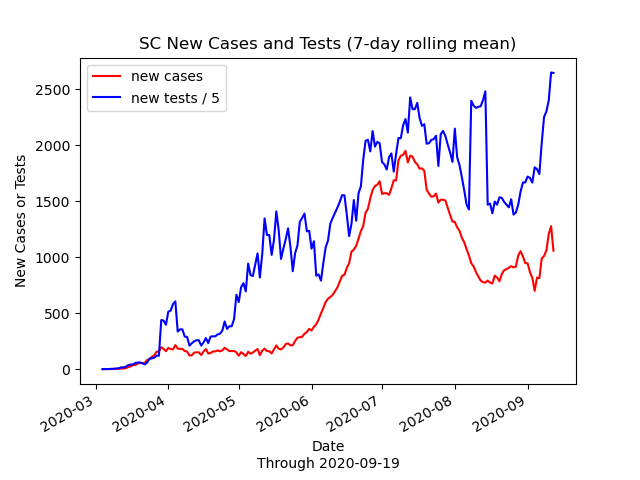 SC New Cases and Tests (7-day rolling mean)
new cases
new tests / 5
2500
2000
1500
1000
500
0
New Cases or Tests
2020-03
2020-04
2020-05
2020-06
2020-07
2020-08
2020-09
Date
Through 2020-09-19